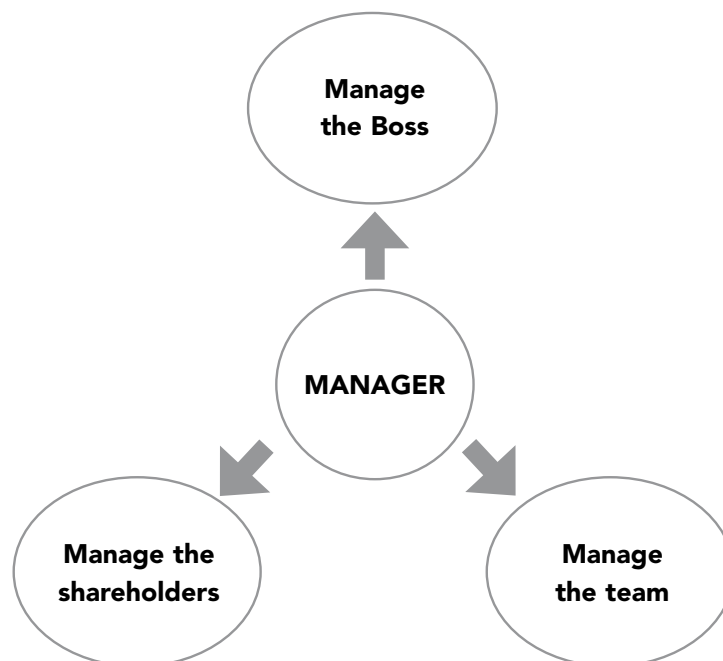 Manage
the Boss
MANAGER
Manage the
shareholders
Manage
the team